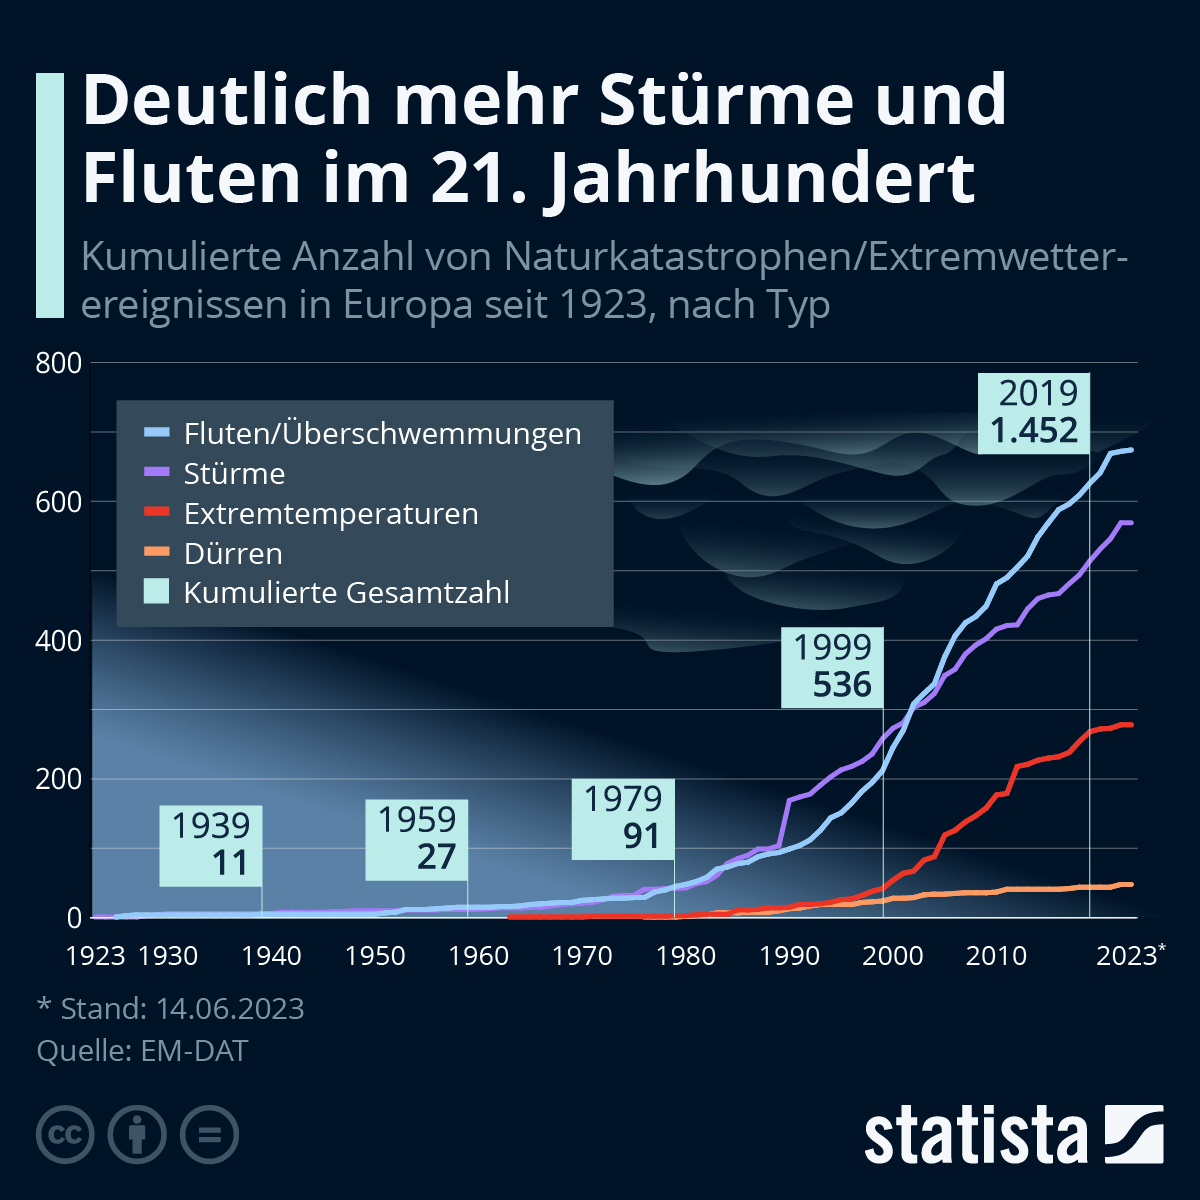 Deutlich mehr Stürme und
Fluten im 21. Jahrhundert
Kumulierte Anzahl von Naturkatastrophen/Extremwetter-
ereignissen in Europa seit 1923, nach Typ
800
600
400
200
0
Fluten/Überschwemmungen
Stürme
Extremtemperaturen
Dürren
Kumulierte Gesamtzahl
2019
1.452
1999
536
1979
91
1959
27
1939
11
1923 1930 1940 1950 1960 1970 1980 1990 2000 2010 2023*
* Stand: 14.06.2023
Quelle: EM-DAT
cc
statista